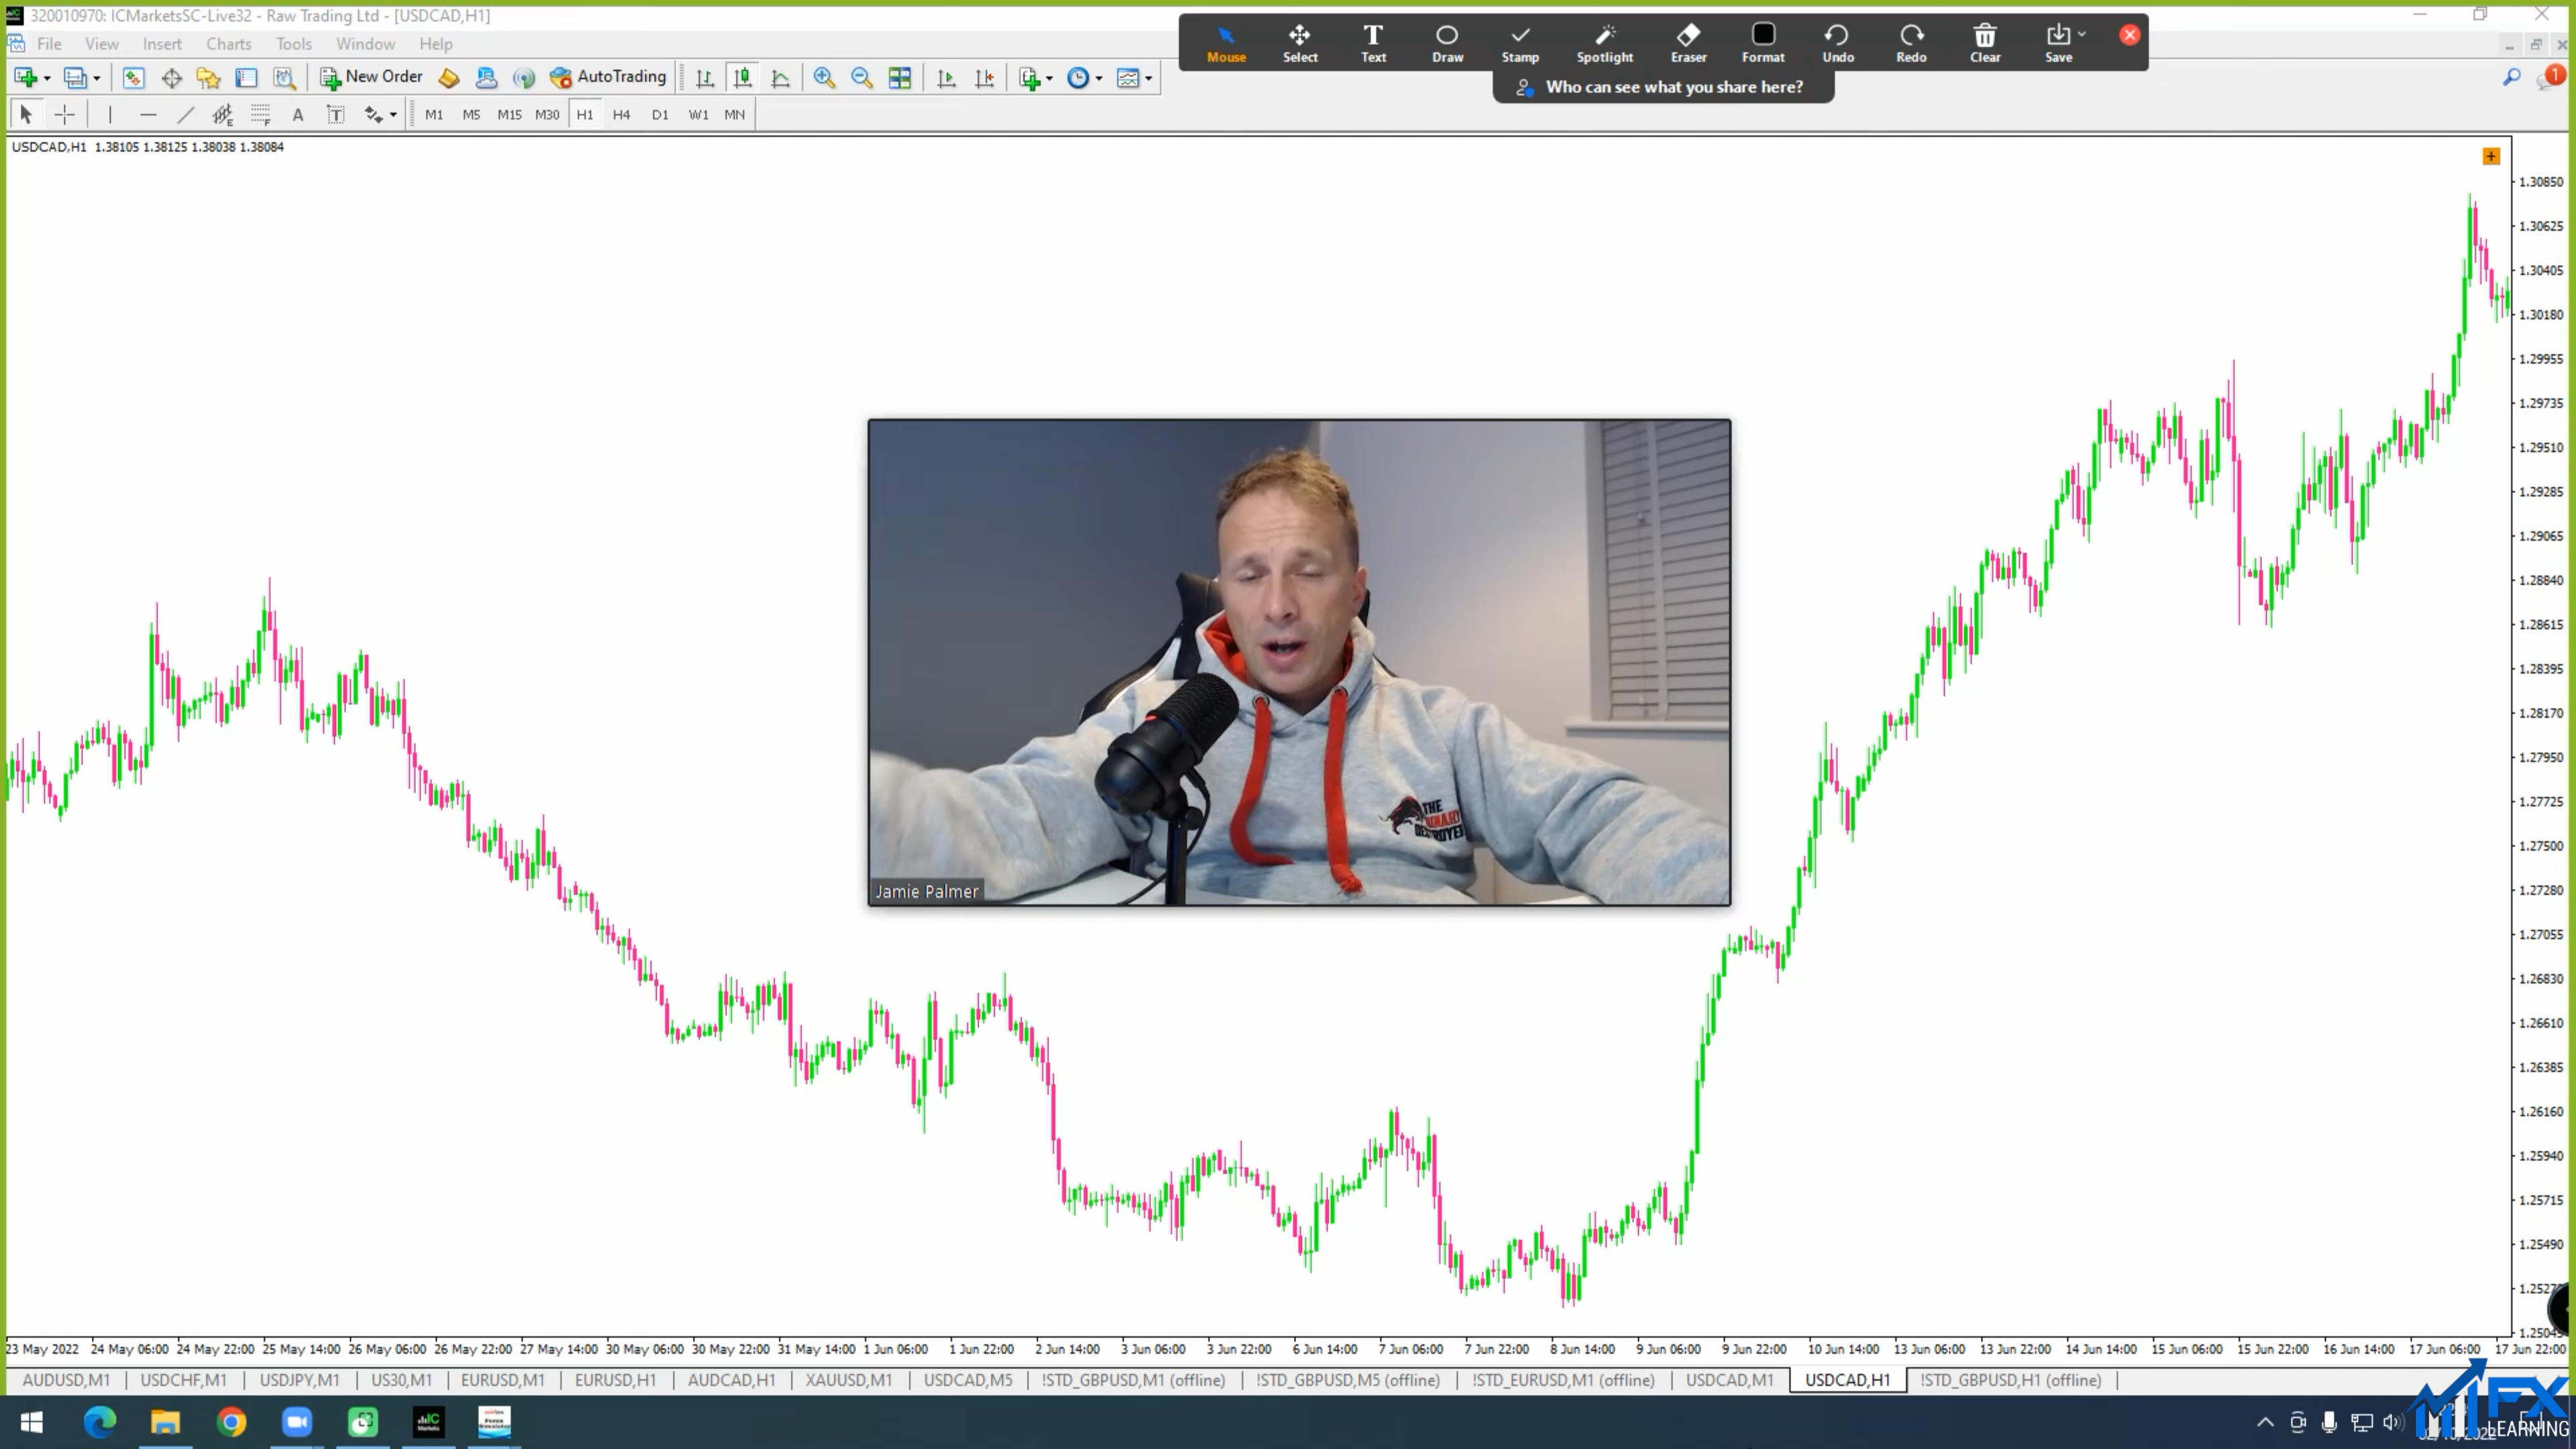 320010970: ICMarketsSC-Live32 - Raw Trading Ltd - [USDCAD,H1]
File View Insert Charts Tools Window Help
Mouse Select Text Draw Stamp Spotlight Eraser Format Undo Redo Clear Save
Who can see what you share here?
New Order AutoTrading
1
A T M1 M5 M15 M30 H1 H4 D1 W1 MN
USDCAD,H1 1.38105 1.38125 1.38038 1.38084
1.30850
1.30625
1.30405
1.30180
1.29955
1.29735
1.29510
1.29285
1.29065
1.28840
1.28615
1.28395
1.28170
1.27950
1.27725
1.27500
1.27280
1.27055
1.26830
1.26610
1.26385
1.26160
1.25940
1.25715
1.25490
THE
DESTROYER
Jamie Palmer
23 May 2022 24 May 06:00 24 May 22:00 25 May 14:00 26 May 06:00 26 May 22:00 27 May 14:00 30 May 06:00 30 May 22:00 31 May 14:00 1 Jun 06:00 1 Jun 22:00 2 Jun 14:00 3 Jun 06:00 3 Jun 22:00 6 Jun 14:00 7 Jun 06:00 7 Jun 22:00 8 Jun 14:00 9 Jun 06:00 9 Jun 22:00 10 Jun 14:00 13 Jun 06:00 13 Jun 22:00 14 Jun 14:00 15 Jun 06:00 15 Jun 22:00 16 Jun 14:00 17 Jun 06:00 17 Jun 22:00
AUDUSD,M1 USDCHF,M1 USDJPY,M1 US30,M1 EURUSD,M1 EURUSD,H1 AUDCAD,H1 XAUUSD,M1 USDCAD,M5 !STD_GBPUSD,M1 (offline) !STD_GBPUSD,M5 (offline) !STD_EURUSD,M1 (offline) USDCAD,M1 USDCAD,H1 !STD_GBPUSD,H1 (offline)
IC
Markets
FX
LEARNING